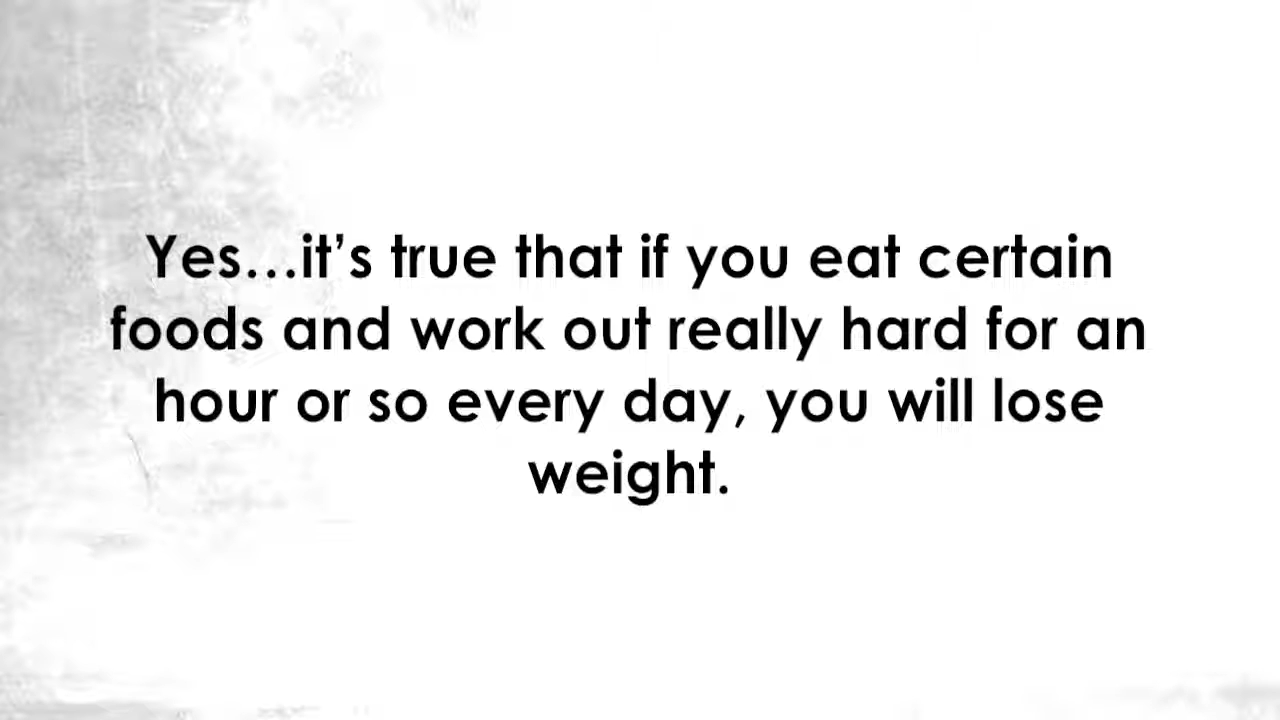 Yes…it’s true that if you eat certain
foods and work out really hard for an
hour or so every day, you will lose
weight.